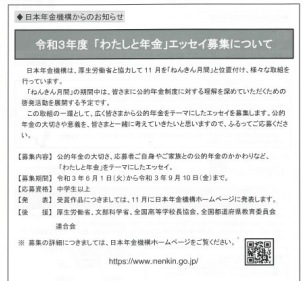 ◆日本年金機構からのお知らせ
令和3年度「わたしと年金」エッセイ募集について
日本年金機構は、厚生労働省と協力して11月を「ねんきん月間」と位置付け、様々な取組を
行っています。
「ねんきん月間」の期間中は、皆さまに公的年金制度に対する理解を深めていただくための
啓発活動を展開する予定です。
この取組の一環として、広く皆さまから公的年金をテーマにしたエッセイを募集します。公的
年金の大切さや意義を、皆さまと一緒に考えていきたいと思いますので、ふるってご応募くださ
い。
【募集内容】公的年金の大切さ、応募者ご自身やご家族との公的年金のかかわりなど、
「わたしと年金」をテーマにしたエッセイ。
【募集期間】令和3年6月1日(火)から令和3年9月10日(金)まで。
【応募資格】中学生以上
【発　表】受賞作品につきましては、11月に日本年金機構ホームページに発表します。
【後　援】厚生労働省、文部科学省、全国高等学校長協会、全国都道府県教育委員会
連合会
※ 募集の詳細につきましては、日本年金機構ホームページをご覧ください。
https://www.nenkin.go.jp/